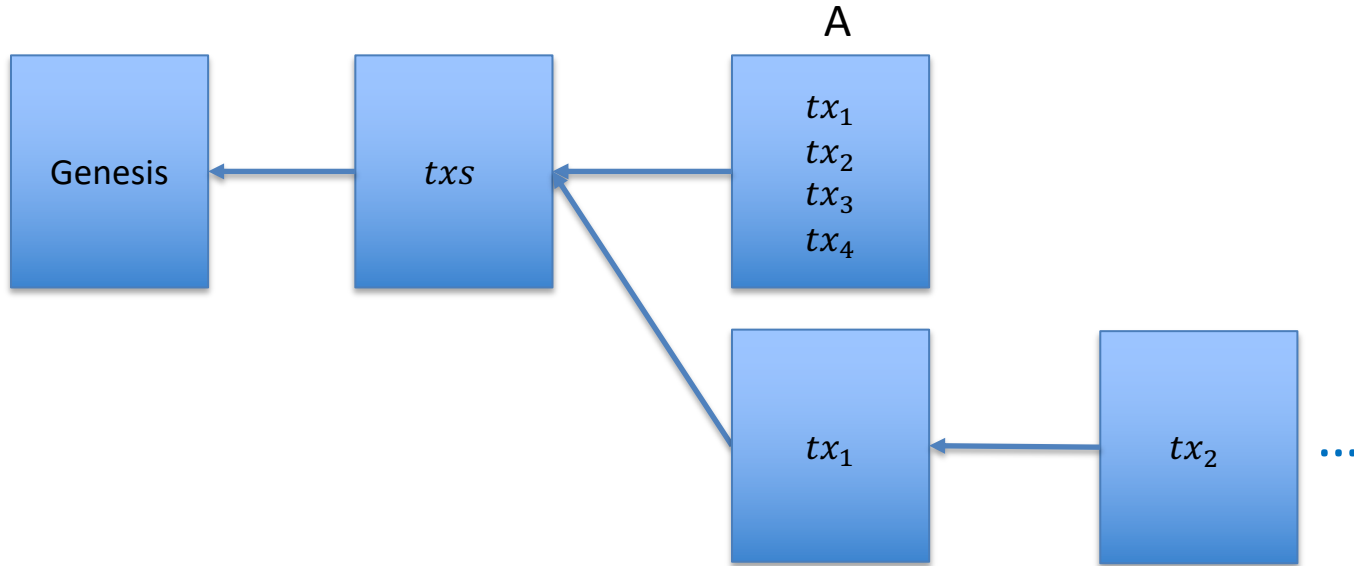 A
Genesis
txs
tx₁
tx₂
tx₃
tx₄
tx₁
tx₂
...